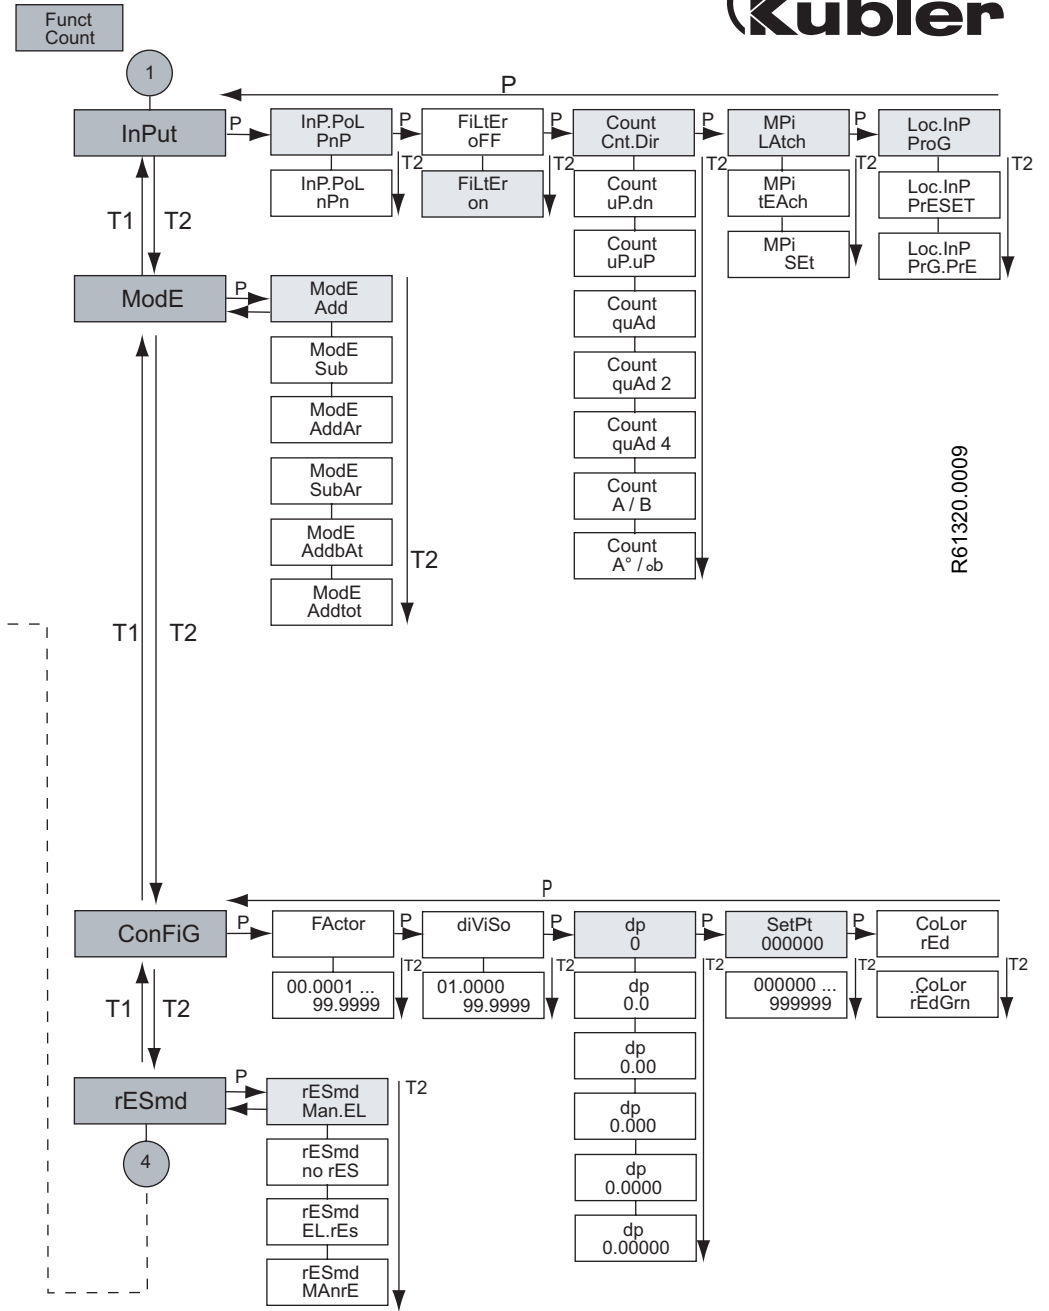 Funct
Count
Kübler
1
P
InPut
P
InP.PoL
PnP
P
FiLtEr
oFF
P
Count
Cnt.Dir
P
MPi
LAtch
P
Loc.InP
ProG
InP.PoL
nPn
T2
FiLtEr
on
T2
Count
uP.dn
T2
MPi
tEAch
T2
Loc.InP
PrESET
T2
Count
uP.uP
MPi
SEt
Loc.InP
PrG.PrE
T1
T2
ModE
P
ModE
Add
Count
quAd
ModE
Sub
Count
quAd 2
ModE
AddAr
Count
quAd 4
ModE
SubAr
Count
A / B
ModE
AddbAt
Count
A° / ₀b
T2
ModE
Addtot
R61320.0009
T1
T2
P
ConFiG
P
FActor
P
diViSo
P
dp
0
P
SetPt
000000
P
CoLor
rEd
00.0001 ...
99.9999
T2
01.0000
99.9999
T2
dp
0.0
T2
000000 ...
999999
T2
CoLor
..
rEdGrn
T2
T1
T2
dp
0.00
rESmd
P
rESmd
Man.EL
T2
dp
0.000
4
rESmd
no rES
dp
0.0000
rESmd
EL.rEs
dp
0.00000
rESmd
MAnrE